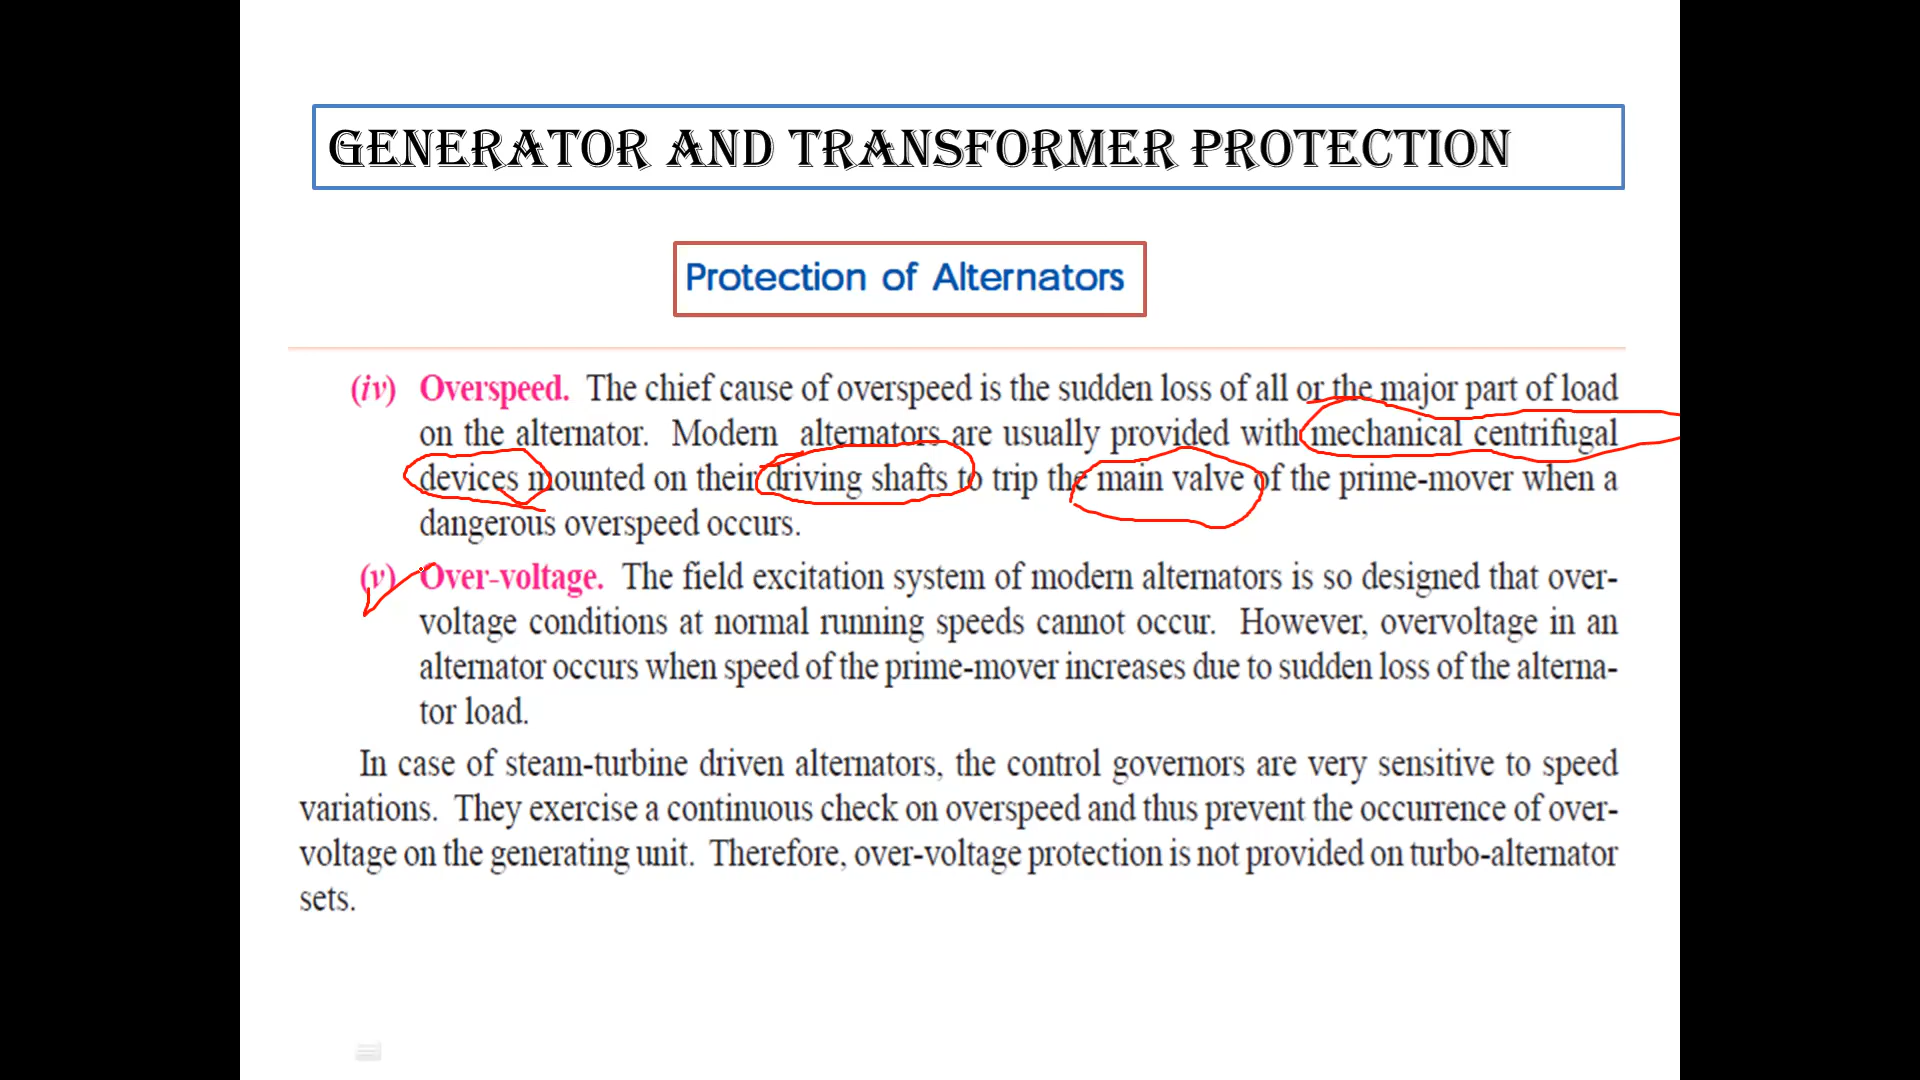 GENERATOR AND TRANSFORMER PROTECTION
Protection of Alternators
(iv) Overspeed. The chief cause of overspeed is the sudden loss of all or the major part of load
on the alternator. Modern alternators are usually provided with mechanical centrifugal
devices mounted on their driving shafts to trip the main valve of the prime-mover when a
dangerous overspeed occurs.
(v) Over-voltage. The field excitation system of modern alternators is so designed that over-
voltage conditions at normal running speeds cannot occur. However, overvoltage in an
alternator occurs when speed of the prime-mover increases due to sudden loss of the alterna-
tor load.
In case of steam-turbine driven alternators, the control governors are very sensitive to speed
variations. They exercise a continuous check on overspeed and thus prevent the occurrence of over-
voltage on the generating unit. Therefore, over-voltage protection is not provided on turbo-alternator
sets.